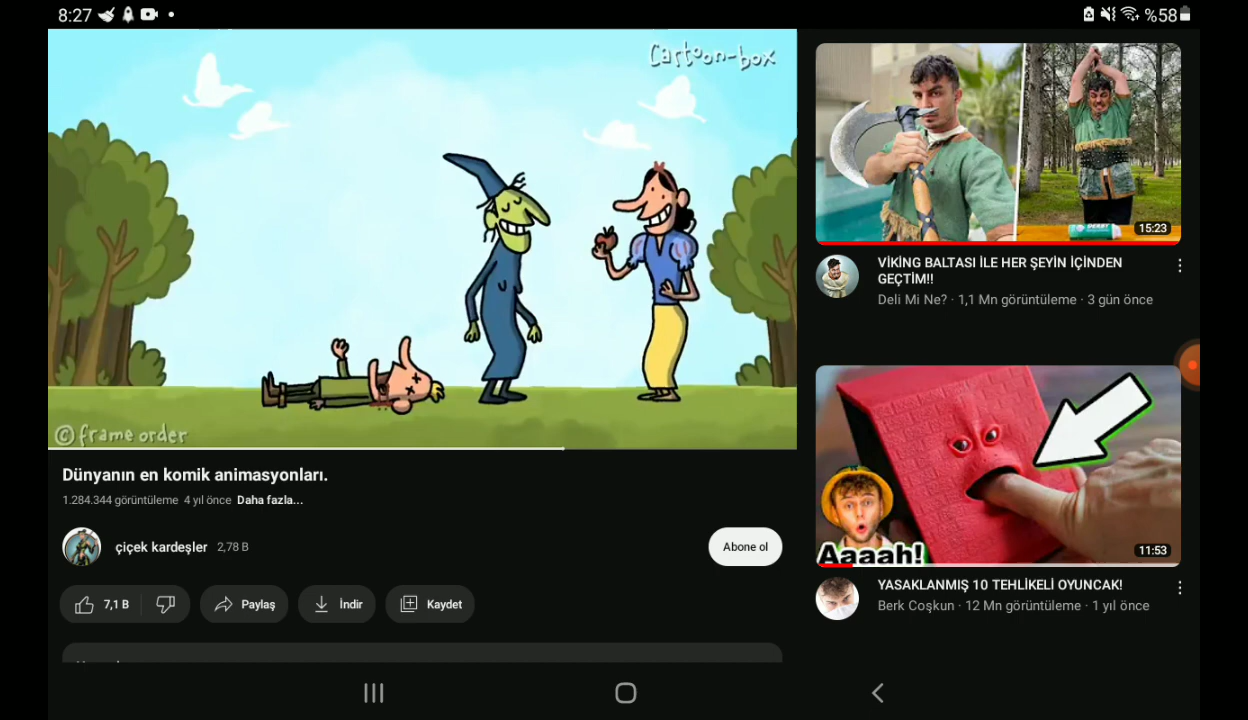 8:27
%58
Cartoon-box
© frame order
Dünyanın en komik animasyonları.
1.284.344 görüntüleme 4 yıl önce Daha fazla...
çiçek kardeşler 2,78 B
Abone ol
7,1 B
Paylaş
İndir
Kaydet
15:23
VİKİNG BALTASI İLE HER ŞEYİN İÇİNDEN
GEÇTİM!!
Deli Mi Ne? · 1,1 Mn görüntüleme · 3 gün önce
Aaaah!
11:53
YASAKLANMIŞ 10 TEHLİKELİ OYUNCAK!
Berk Coşkun · 12 Mn görüntüleme · 1 yıl önce